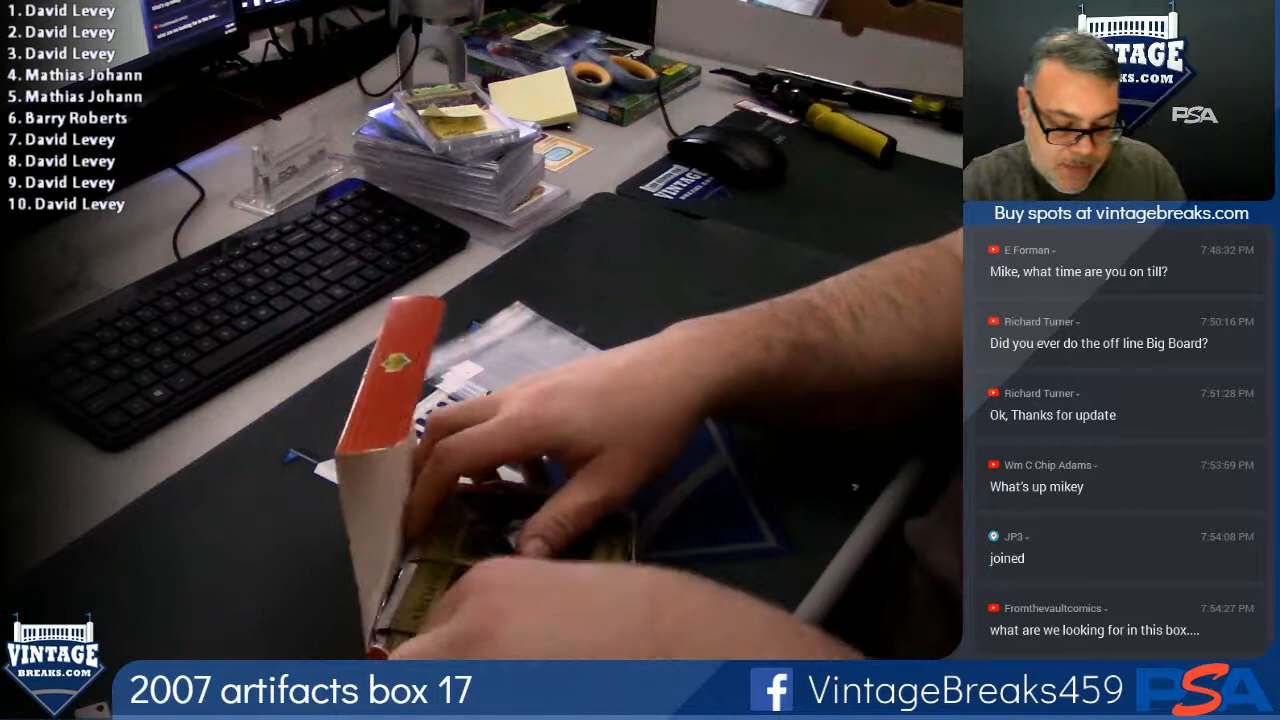 1. David Levey
2. David Levey
3. David Levey
4. Mathias Johann
5. Mathias Johann
6. Barry Roberts
7. David Levey
8. David Levey
9. David Levey
10. David Levey
VINTAGE
VINTAGE
BREAKS.COM
PSA
Buy spots at vintagebreaks.com
E Forman
7:48:32 PM
Mike, what time are you on till?
Richard Turner
7:50:16 PM
Did you ever do the off line Big Board?
Richard Turner
7:51:28 PM
Ok, Thanks for update
Wm C Chip Adams
7:53:59 PM
What's up mikey
JP3
7:54:08 PM
joined
Fromthevaultcomics
7:54:27 PM
what are we looking for in this box....
VINTAGE
BREAKS.COM
2007 artifacts box 17
VintageBreaks459
PSA